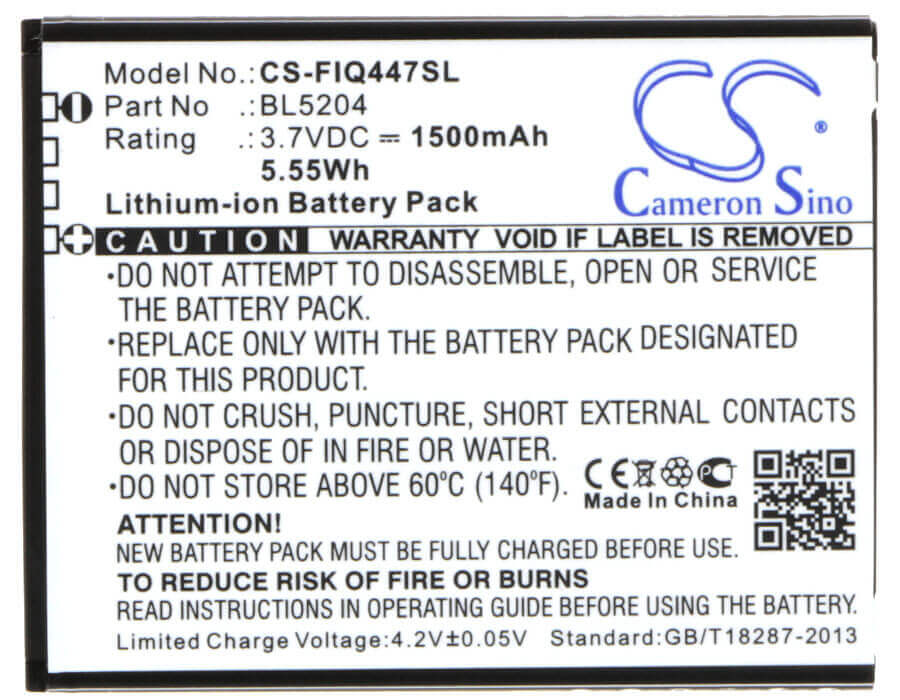 Model No.: CS-FIQ447SL
Part No .: BL5204
Rating .: 3.7VDC ⎓ 1500mAh
5.55Wh
Lithium-ion Battery Pack
CS ®
Cameron Sino
CAUTION WARRANTY VOID IF LABEL IS REMOVED
•DO NOT ATTEMPT TO DISASSEMBLE, OPEN OR SERVICE
THE BATTERY PACK.
•REPLACE ONLY WITH THE BATTERY PACK DESIGNATED
FOR THIS PRODUCT.
•DO NOT CRUSH, PUNCTURE, SHORT EXTERNAL CONTACTS
OR DISPOSE OF IN FIRE OR WATER.
•DO NOT STORE ABOVE 60°C (140°F).
CE PCT
Made In China
ATTENTION!
NEW BATTERY PACK MUST BE FULLY CHARGED BEFORE USE.
TO REDUCE RISK OF FIRE OR BURNS
READ INSTRUCTIONS IN OPERATING GUIDE BEFORE USING.
Limited Charge Voltage:4.2V±0.05V Standard:GB/T18287-2013